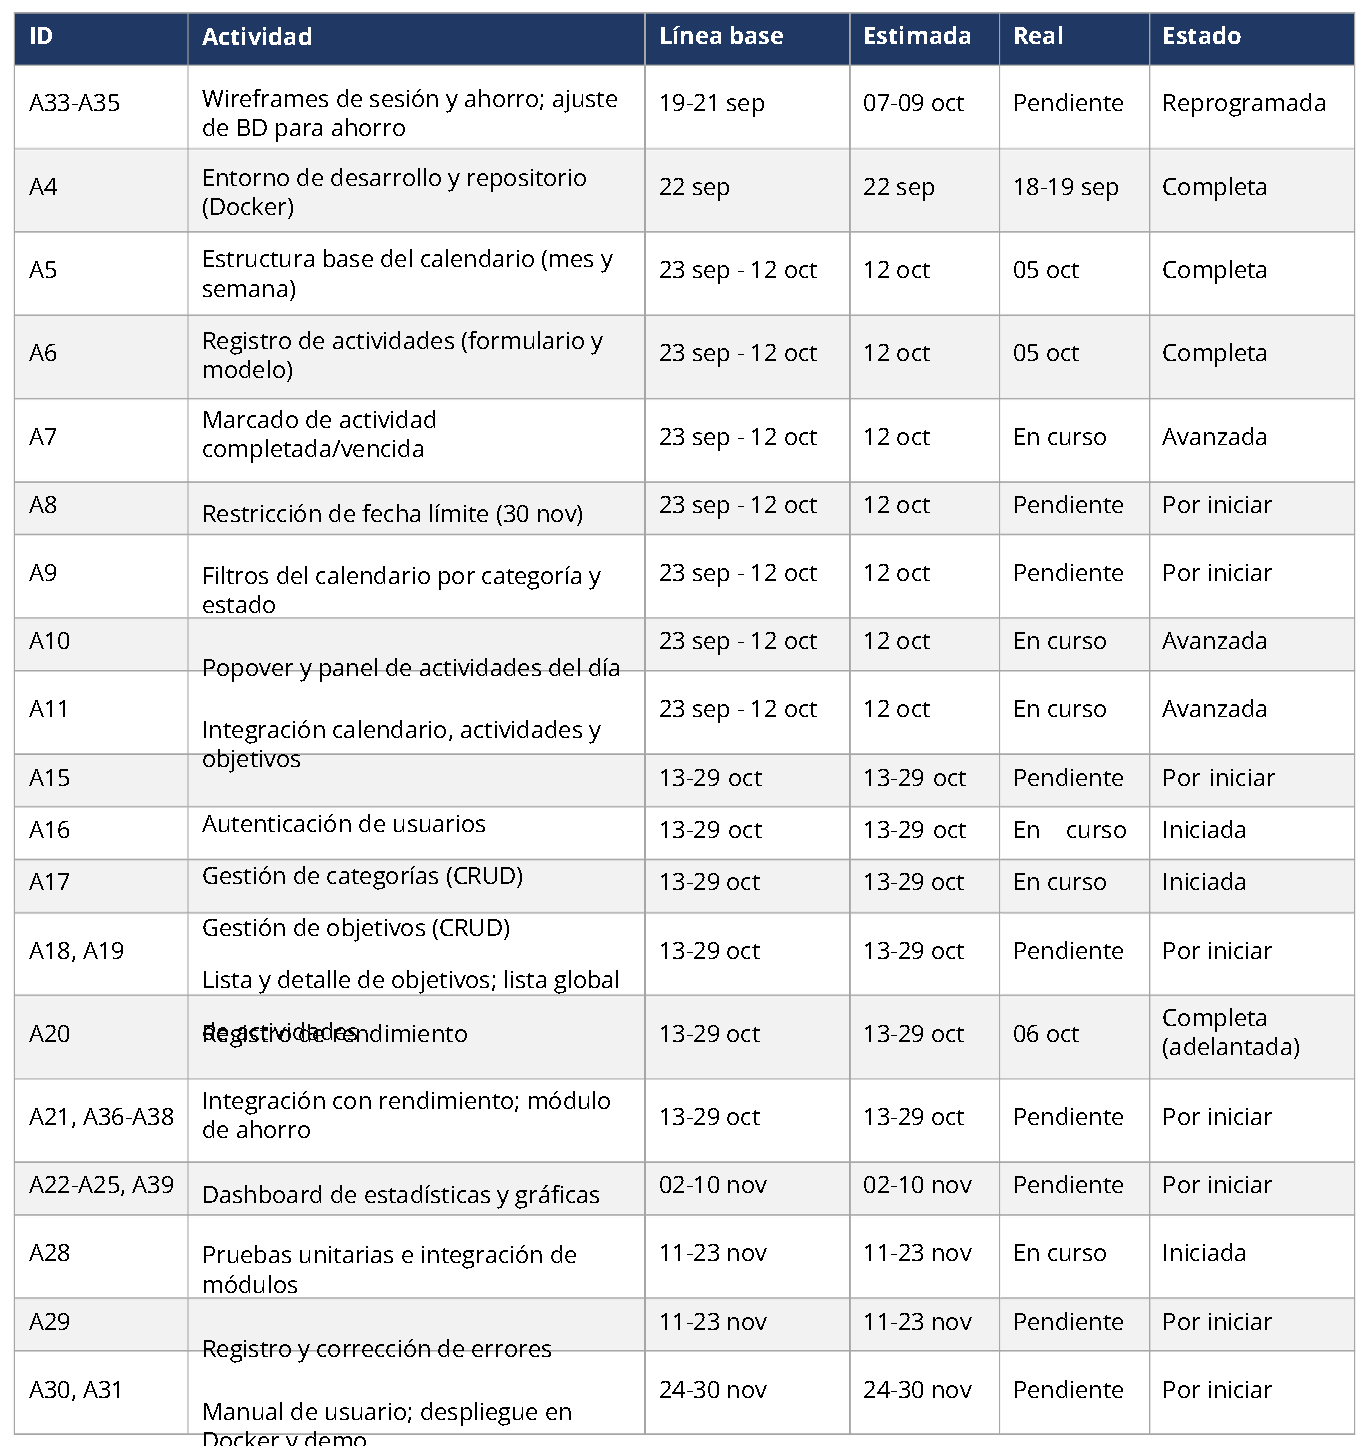 ID Actividad Línea base Estimada Real Estado
A33-A35 Wireframes de sesión y ahorro; ajuste 19-21 sep 07-09 oct Pendiente Reprogramada
de BD para ahorro
A4 Entorno de desarrollo y repositorio 22 sep 22 sep 18-19 sep Completa
(Docker)
A5 Estructura base del calendario (mes y 23 sep - 12 oct 12 oct 05 oct Completa
semana)
A6 Registro de actividades (formulario y 23 sep - 12 oct 12 oct 05 oct Completa
modelo)
A7 Marcado de actividad 23 sep - 12 oct 12 oct En curso Avanzada
completada/vencida
A8 Restricción de fecha límite (30 nov) 23 sep - 12 oct 12 oct Pendiente Por iniciar
A9 Filtros del calendario por categoría y 23 sep - 12 oct 12 oct Pendiente Por iniciar
estado
A10 Popover y panel de actividades del día 23 sep - 12 oct 12 oct En curso Avanzada
A11 Integración calendario, actividades y 23 sep - 12 oct 12 oct En curso Avanzada
objetivos
A15 Autenticación de usuarios 13-29 oct 13-29 oct Pendiente Por iniciar
A16 Gestión de categorías (CRUD) 13-29 oct 13-29 oct En curso Iniciada
A17 Gestión de objetivos (CRUD) 13-29 oct 13-29 oct En curso Iniciada
A18, A19 Lista y detalle de objetivos; lista global 13-29 oct 13-29 oct Pendiente Por iniciar
de actividades
A20 Registro de rendimiento 13-29 oct 13-29 oct 06 oct Completa
(adelantada)
A21, A36-A38 Integración con rendimiento; módulo 13-29 oct 13-29 oct Pendiente Por iniciar
de ahorro
A22-A25, A39 Dashboard de estadísticas y gráficas 02-10 nov 02-10 nov Pendiente Por iniciar
A28 Pruebas unitarias e integración de 11-23 nov 11-23 nov En curso Iniciada
módulos
A29 Registro y corrección de errores 11-23 nov 11-23 nov Pendiente Por iniciar
A30, A31 Manual de usuario; despliegue en 24-30 nov 24-30 nov Pendiente Por iniciar
Docker y demo